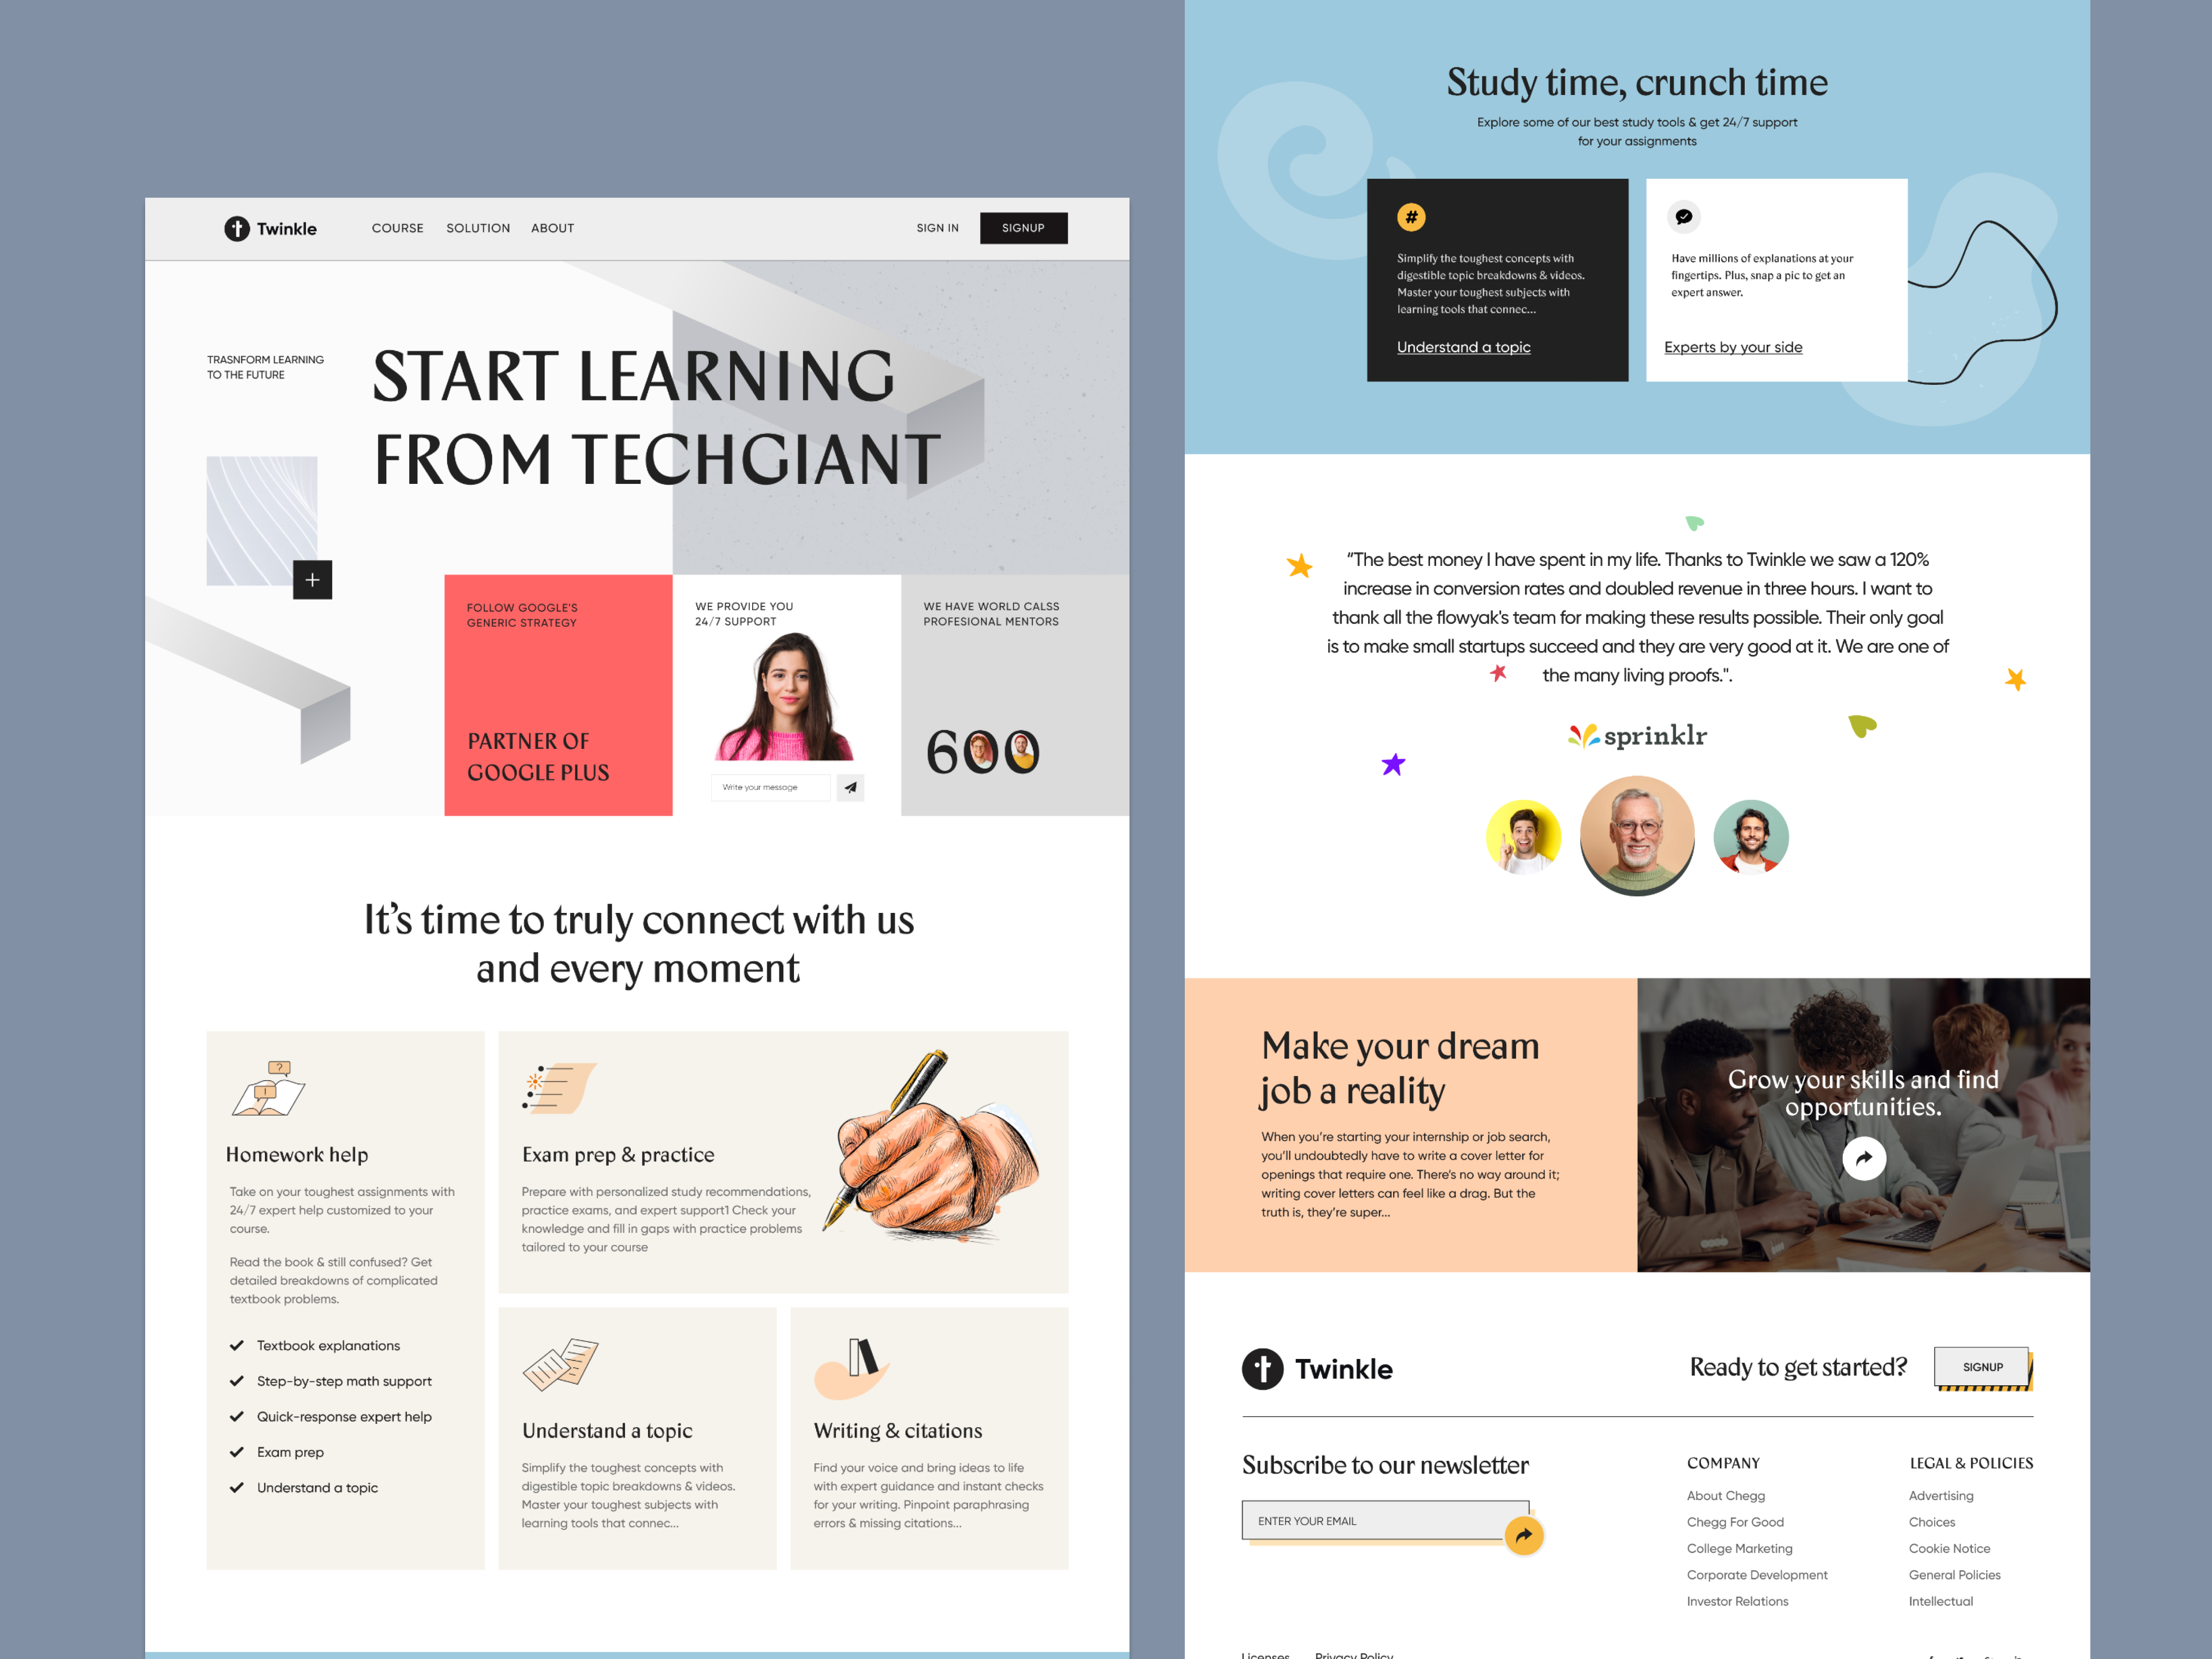 Twinkle
COURSE
SOLUTION
ABOUT
SIGN IN
SIGNUP
TRASNFORM LEARNING
TO THE FUTURE
START LEARNING
FROM TECHGIANT
+
FOLLOW GOOGLE'S
GENERIC STRATEGY
PARTNER OF
GOOGLE PLUS
WE PROVIDE YOU
24/7 SUPPORT
Write your message
WE HAVE WORLD CALSS
PROFESIONAL MENTORS
600
It's time to truly connect with us
and every moment
?
!
Homework help
Take on your toughest assignments with
24/7 expert help customized to your
course.
Read the book & still confused? Get
detailed breakdowns of complicated
textbook problems.
Textbook explanations
Step-by-step math support
Quick-response expert help
Exam prep
Understand a topic
Exam prep & practice
Prepare with personalized study recommendations,
practice exams, and expert support1 Check your
knowledge and fill in gaps with practice problems
tailored to your course
Understand a topic
Simplify the toughest concepts with
digestible topic breakdowns & videos.
Master your toughest subjects with
learning tools that connec...
Writing & citations
Find your voice and bring ideas to life
with expert guidance and instant checks
for your writing. Pinpoint paraphrasing
errors & missing citations...
Study time, crunch time
Explore some of our best study tools & get 24/7 support
for your assignments
#
Simplify the toughest concepts with
digestible topic breakdowns & videos.
Master your toughest subjects with
learning tools that connec...
Understand a topic
Have millions of explanations at your
fingertips. Plus, snap a pic to get an
expert answer.
Experts by your side
“The best money I have spent in my life. Thanks to Twinkle we saw a 120%
increase in conversion rates and doubled revenue in three hours. I want to
thank all the flowyak's team for making these results possible. Their only goal
is to make small startups succeed and they are very good at it. We are one of
the many living proofs.".
sprinklr
Make your dream
job a reality
When you're starting your internship or job search,
you'll undoubtedly have to write a cover letter for
openings that require one. There's no way around it;
writing cover letters can feel like a drag. But the
truth is, they're super...
Grow your skills and find
opportunities.
Twinkle
Ready to get started?
SIGNUP
Subscribe to our newsletter
ENTER YOUR EMAIL
COMPANY
About Chegg
Chegg For Good
College Marketing
Corporate Development
Investor Relations
LEGAL & POLICIES
Advertising
Choices
Cookie Notice
General Policies
Intellectual
Licenses
Privacy Policy